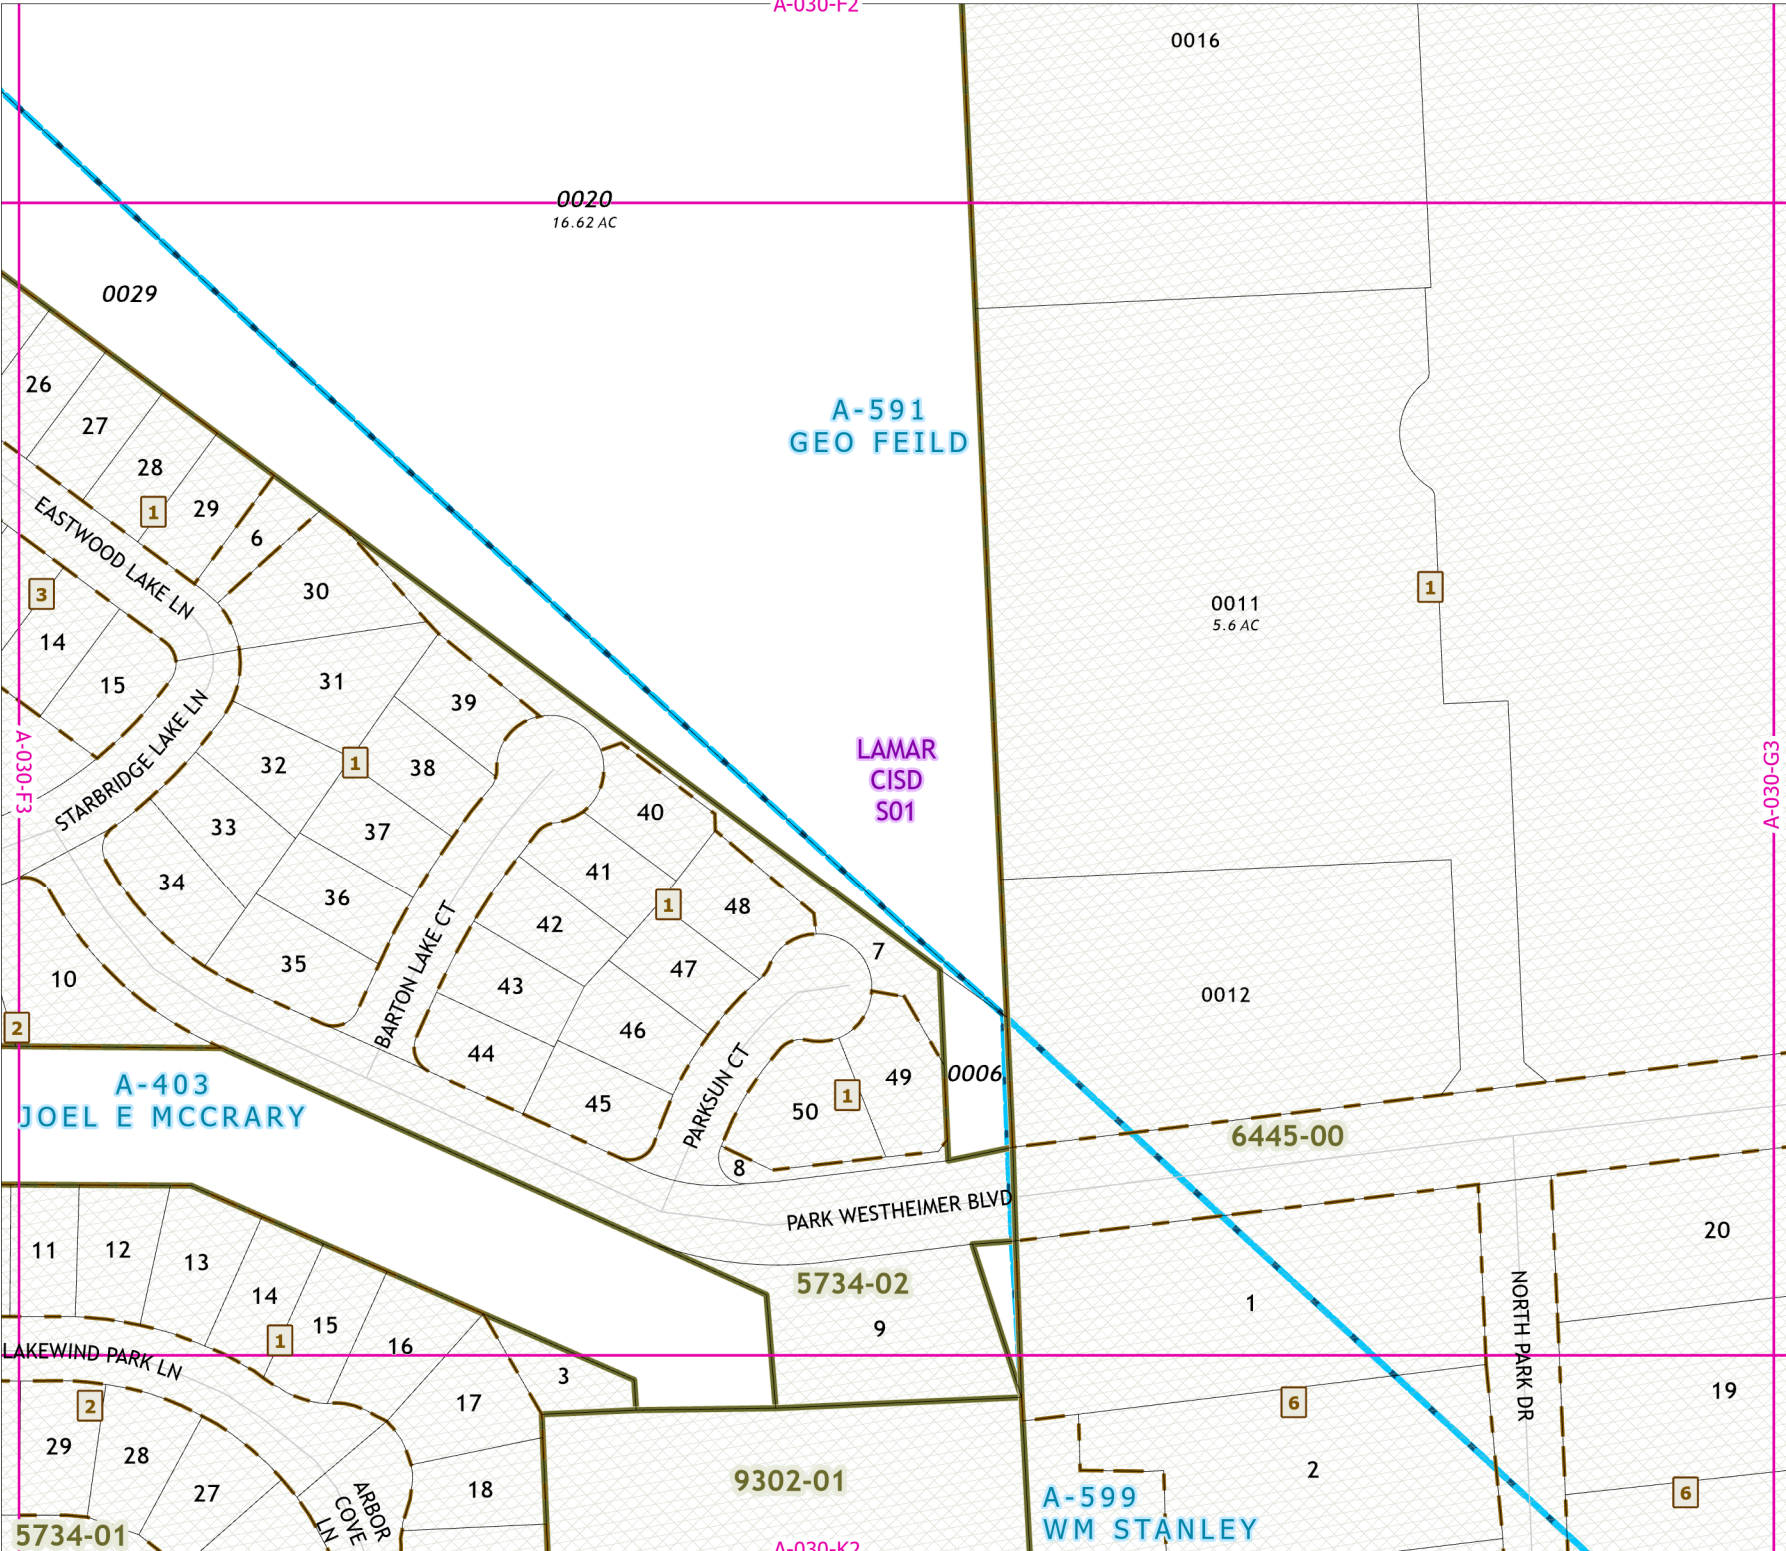 A-030-F2
0016
0020
16.62 AC
0029
A-591
GEO FEILD
26
27
28
1
29
6
EASTWOOD LAKE LN
3
14
15
30
31
39
STARBRIDGE LAKE LN
A-030-F3
32
1
38
33
37
34
36
35
10
2
BARTON LAKE CT
40
41
1
48
42
47
7
43
46
44
45
PARKSUN CT
49
1
50
8
0006
LAMAR
CISD
S01
0011
5.6 AC
1
A-030-G3
0012
6445-00
A-403
JOEL E MCCRARY
PARK WESTHEIMER BLVD
5734-02
9
11
12
13
14
15
1
16
LAKEWIND PARK LN
17
3
2
29
28
27
18
ARBOR
COVE
LN
5734-01
9302-01
1
NORTH PARK DR
20
19
6
6
2
A-599
WM STANLEY
A-030-K2